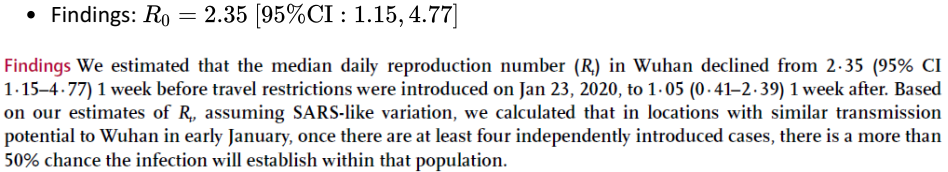 • Findings: R₀ = 2.35 [95%CI : 1.15, 4.77]
Findings We estimated that the median daily reproduction number (Rₜ) in Wuhan declined from 2·35 (95% CI
1·15–4·77) 1 week before travel restrictions were introduced on Jan 23, 2020, to 1·05 (0·41–2·39) 1 week after. Based
on our estimates of Rₜ, assuming SARS-like variation, we calculated that in locations with similar transmission
potential to Wuhan in early January, once there are at least four independently introduced cases, there is a more than
50% chance the infection will establish within that population.